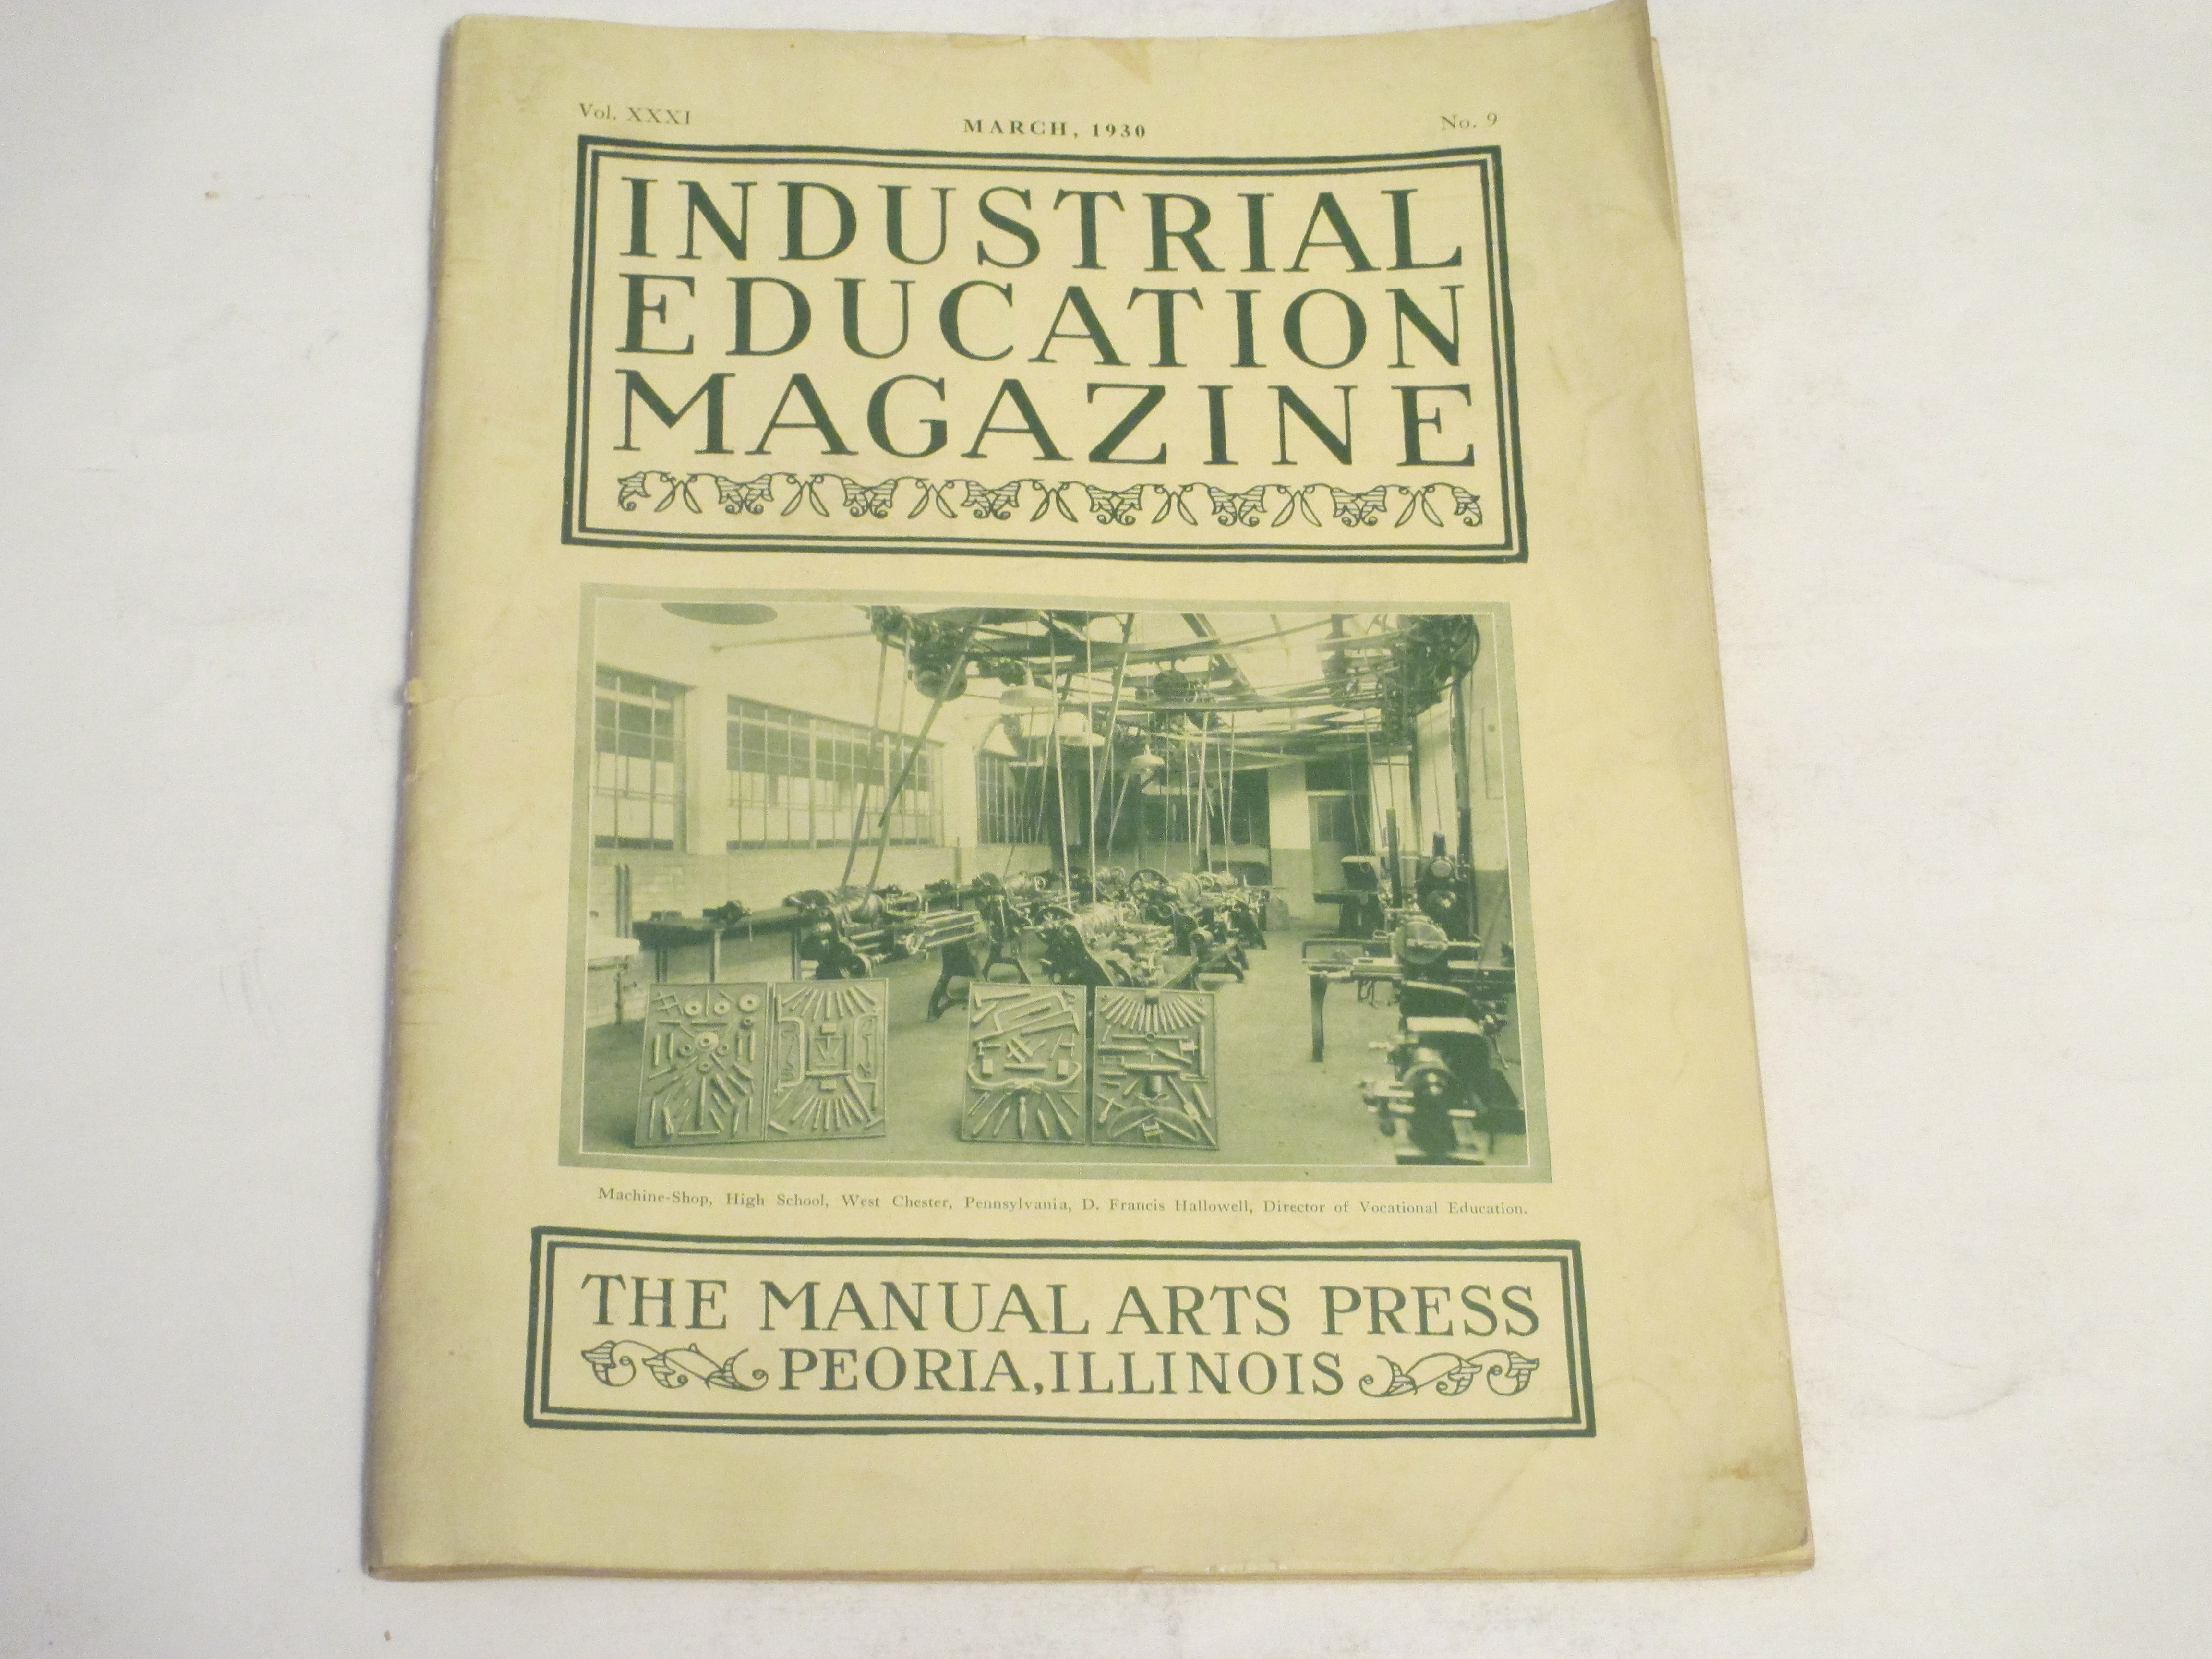 Vol. XXXI MARCH, 1930 No. 9
INDUSTRIAL
EDUCATION
MAGAZINE
Machine-Shop, High School, West Chester, Pennsylvania, D. Francis Hallowell, Director of Vocational Education.
THE MANUAL ARTS PRESS
PEORIA, ILLINOIS